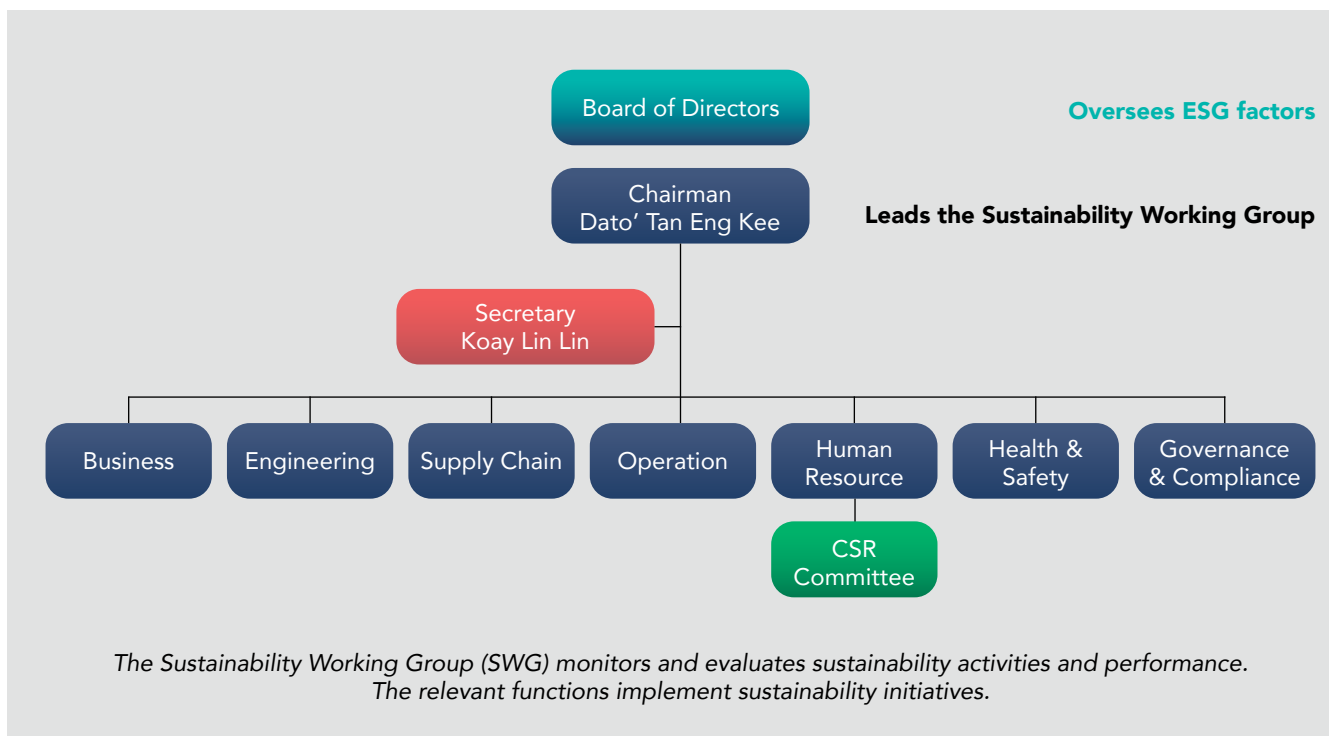 Board of Directors
Oversees ESG factors
Chairman
Dato’ Tan Eng Kee
Leads the Sustainability Working Group
Secretary
Koay Lin Lin
Business
Engineering
Supply Chain
Operation
Human
Resource
Health &
Safety
Governance
& Compliance
CSR
Committee
The Sustainability Working Group (SWG) monitors and evaluates sustainability activities and performance.
The relevant functions implement sustainability initiatives.